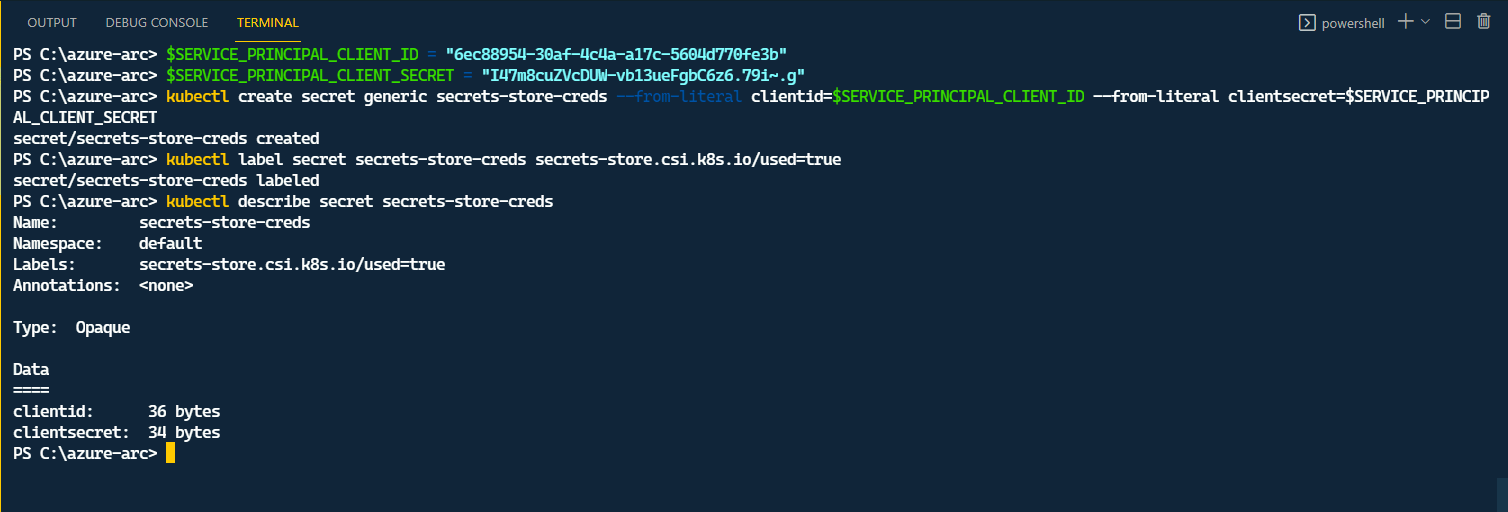 OUTPUT DEBUG CONSOLE TERMINAL powershell
PS C:\azure-arc> $SERVICE_PRINCIPAL_CLIENT_ID = "6ec88954-30af-4c4a-a17c-5604d770fe3b"
PS C:\azure-arc> $SERVICE_PRINCIPAL_CLIENT_SECRET = "I47m8cuZVcDUW-vb13ueFgbC6z6.79i~.g"
PS C:\azure-arc> kubectl create secret generic secrets-store-creds --from-literal clientid=$SERVICE_PRINCIPAL_CLIENT_ID --from-literal clientsecret=$SERVICE_PRINCIP
AL_CLIENT_SECRET
secret/secrets-store-creds created
PS C:\azure-arc> kubectl label secret secrets-store-creds secrets-store.csi.k8s.io/used=true
secret/secrets-store-creds labeled
PS C:\azure-arc> kubectl describe secret secrets-store-creds
Name: secrets-store-creds
Namespace: default
Labels: secrets-store.csi.k8s.io/used=true
Annotations: <none>
Type: Opaque
Data
====
clientid: 36 bytes
clientsecret: 34 bytes
PS C:\azure-arc>